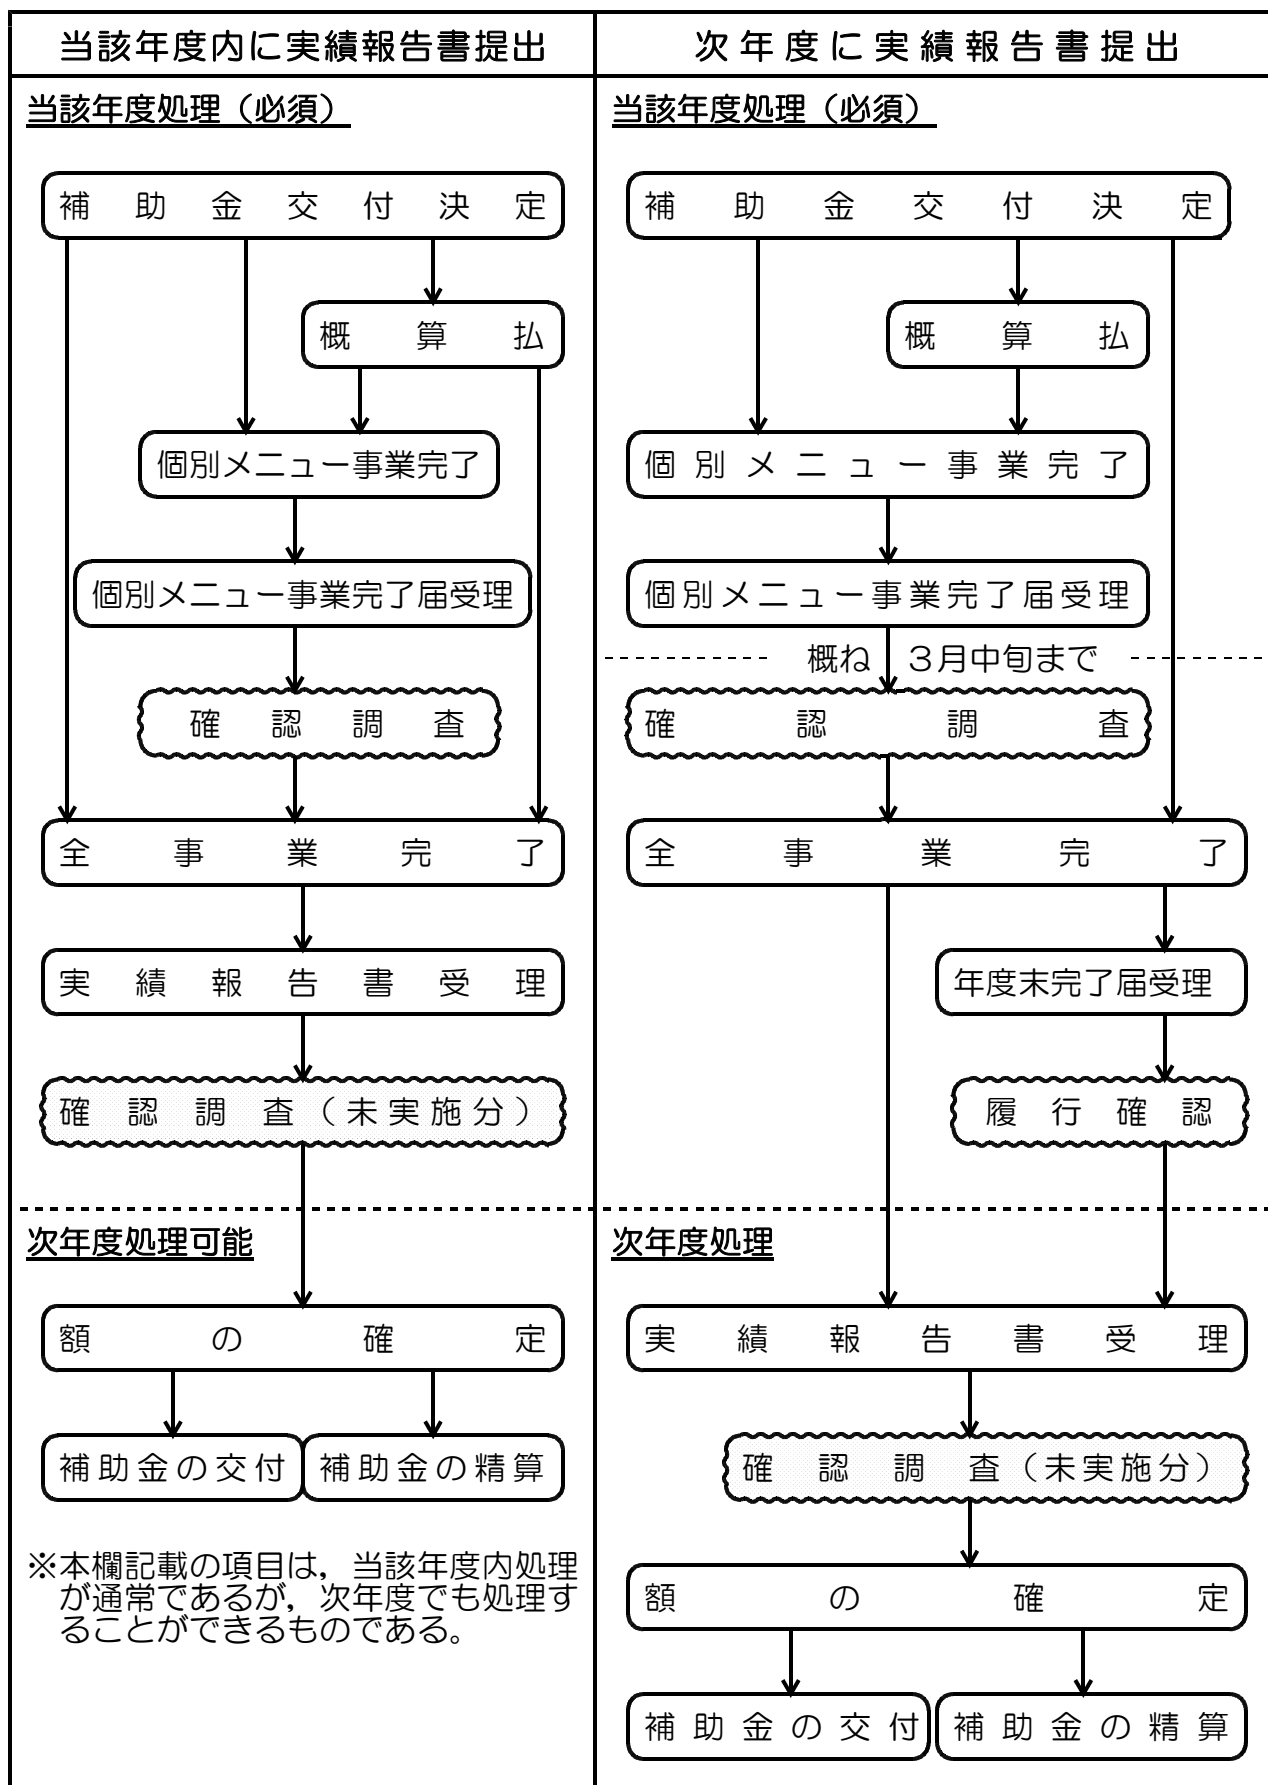 当該年度内に実績報告書提出
当該年度処理（必須）
補助金交付決定
概算払
個別メニュー事業完了
個別メニュー事業完了届受理
確認調査
全事業完了
実績報告書受理
確認調査（未実施分）
次年度処理可能
額の確定
補助金の交付
補助金の精算
※本欄記載の項目は，当該年度内処理
が通常であるが，次年度でも処理す
ることができるものである。
次年度に実績報告書提出
当該年度処理（必須）
補助金交付決定
概算払
個別メニュー事業完了
個別メニュー事業完了届受理
概ね　３月中旬まで
確認調査
全事業完了
年度末完了届受理
履行確認
次年度処理
実績報告書受理
確認調査（未実施分）
額の確定
補助金の交付
補助金の精算